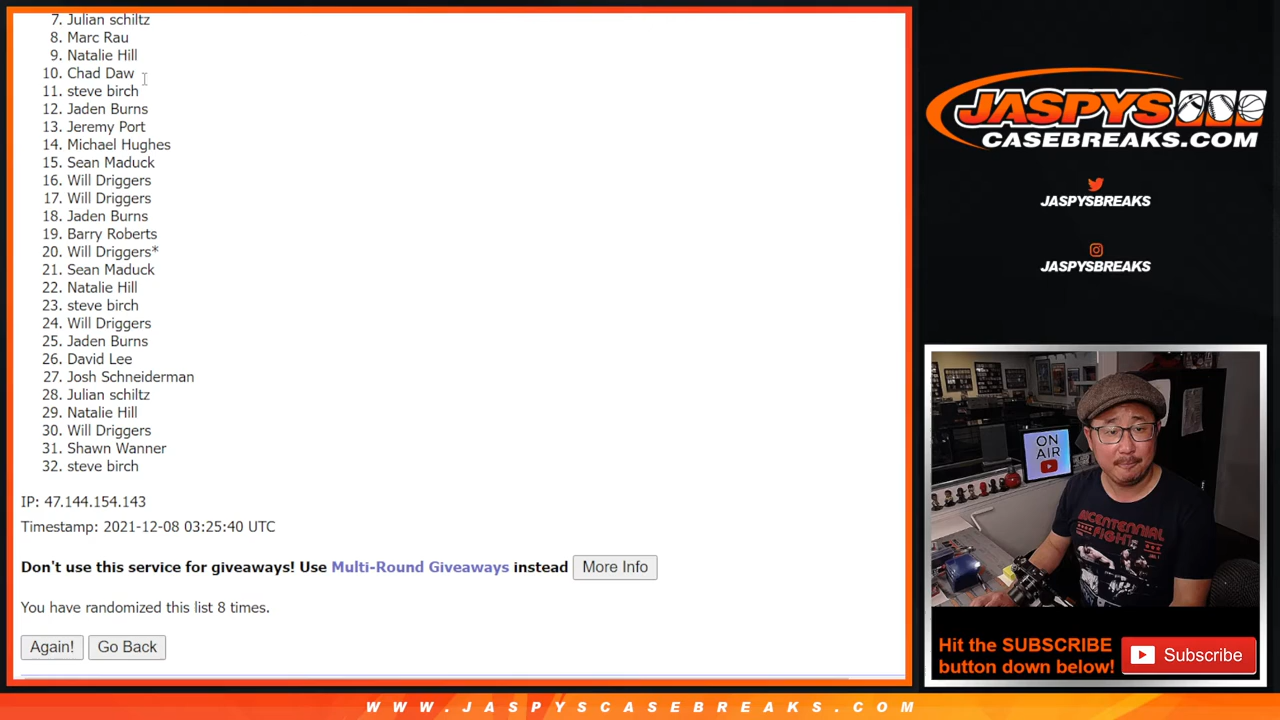 7. Julian schiltz
8. Marc Rau
9. Natalie Hill
10. Chad Daw
11. steve birch
12. Jaden Burns
13. Jeremy Port
14. Michael Hughes
15. Sean Maduck
16. Will Driggers
17. Will Driggers
18. Jaden Burns
19. Barry Roberts
20. Will Driggers*
21. Sean Maduck
22. Natalie Hill
23. steve birch
24. Will Driggers
25. Jaden Burns
26. David Lee
27. Josh Schneiderman
28. Julian schiltz
29. Natalie Hill
30. Will Driggers
31. Shawn Wanner
32. steve birch
IP: 47.144.154.143
Timestamp: 2021-12-08 03:25:40 UTC
Don't use this service for giveaways! Use Multi-Round Giveaways instead More Info
You have randomized this list 8 times.
Again! Go Back
JASPYS
CASEBREAKS.COM
JASPYSBREAKS
JASPYSBREAKS
ON
AIR
BICENTENNIAL
FIGHT
Hit the SUBSCRIBE
button down below!
Subscribe
WWW.JASPYSCASEBREAKS.COM